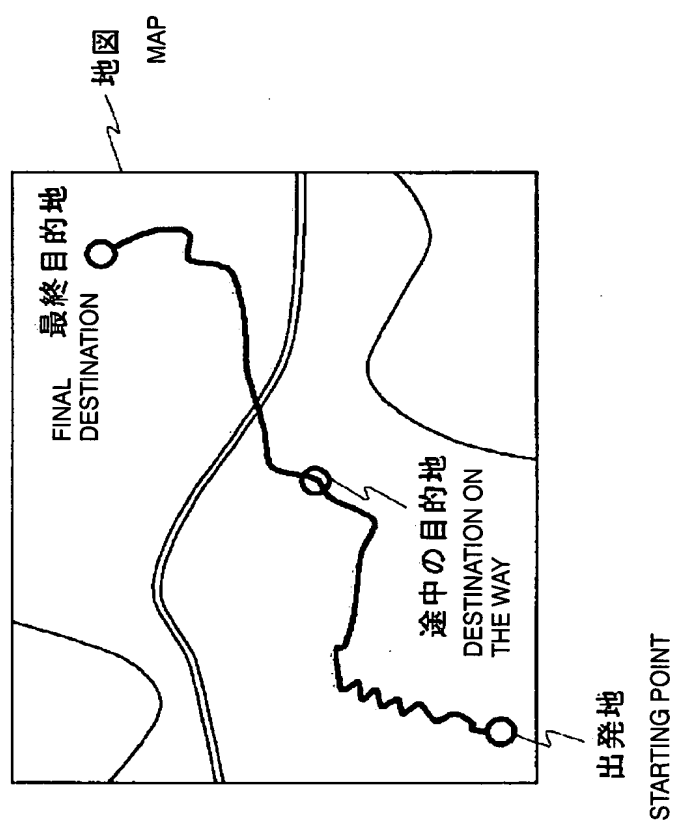 地図
MAP
最終目的地
FINAL
DESTINATION
途中の目的地
DESTINATION ON
THE WAY
出発地
STARTING POINT